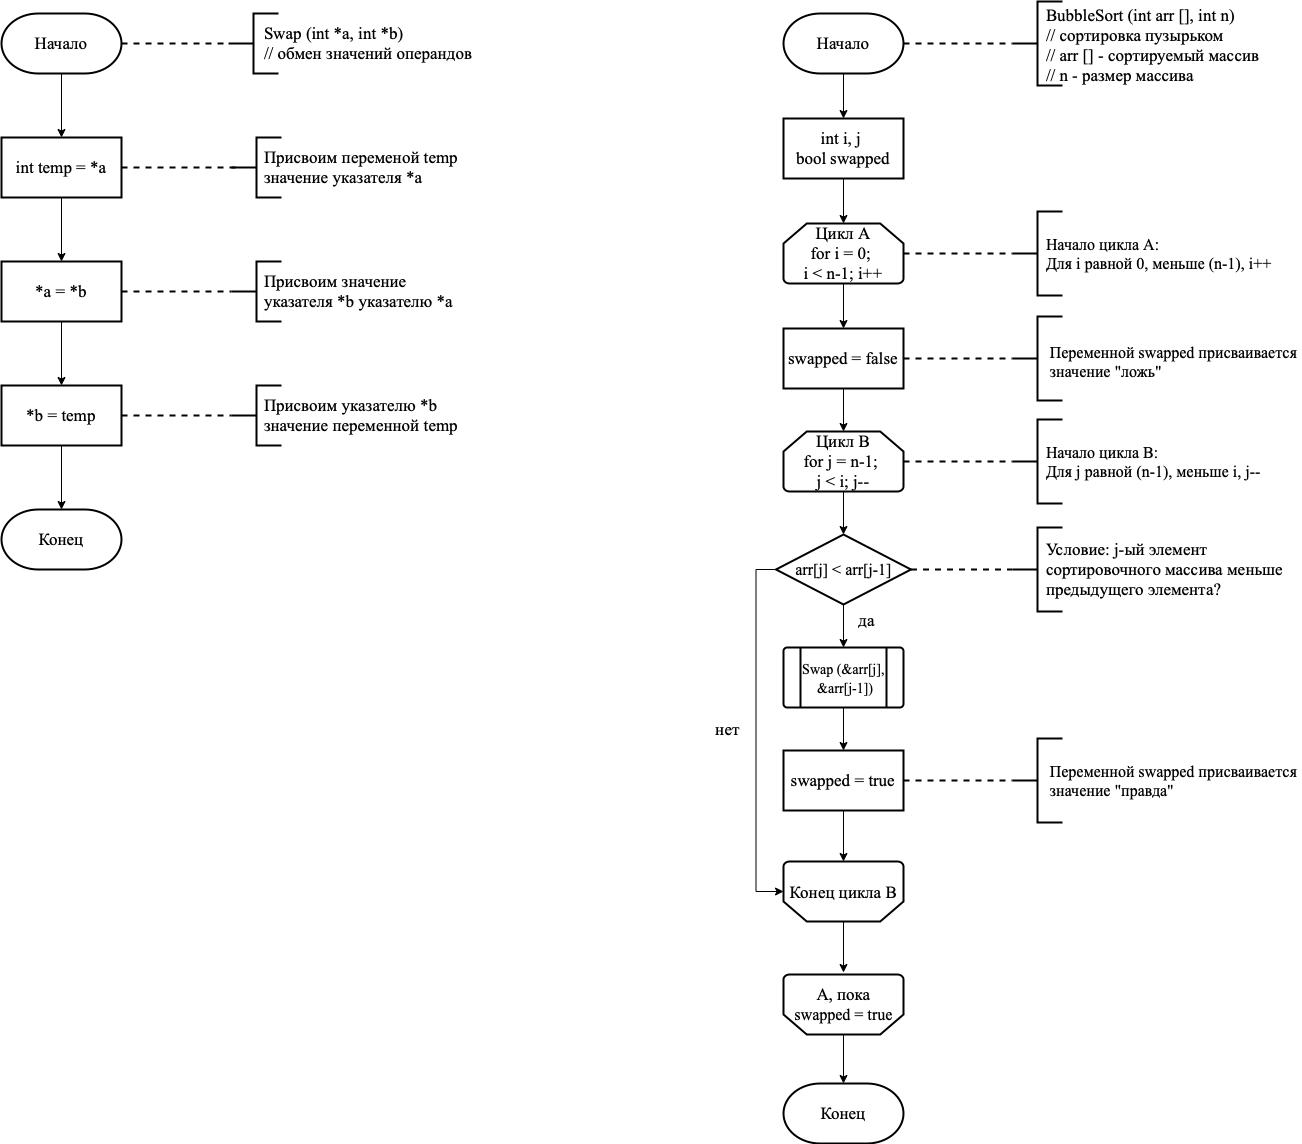 Начало
Swap (int *a, int *b)
// обмен значений операндов
int temp = *a
Присвоим переменой temp
значение указателя *a
*a = *b
Присвоим значение
указателя *b указателю *a
*b = temp
Присвоим указателю *b
значение переменной temp
Конец
Начало
BubbleSort (int arr [], int n)
// сортировка пузырьком
// arr [] - сортируемый массив
// n - размер массива
int i, j
bool swapped
Цикл A
for i = 0;
i < n-1; i++
Начало цикла A:
Для i равной 0, меньше (n-1), i++
swapped = false
Переменной swapped присваивается
значение "ложь"
Цикл B
for j = n-1;
j < i; j--
Начало цикла B:
Для j равной (n-1), меньше i, j--
arr[j] < arr[j-1]
Условие: j-ый элемент
сортировочного массива меньше
предыдущего элемента?
да
Swap (&arr[j],
&arr[j-1])
нет
swapped = true
Переменной swapped присваивается
значение "правда"
Конец цикла B
A, пока
swapped = true
Конец